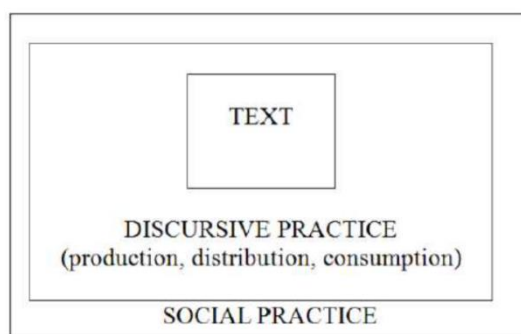 TEXT
DISCURSIVE PRACTICE
(production, distribution, consumption)
SOCIAL PRACTICE